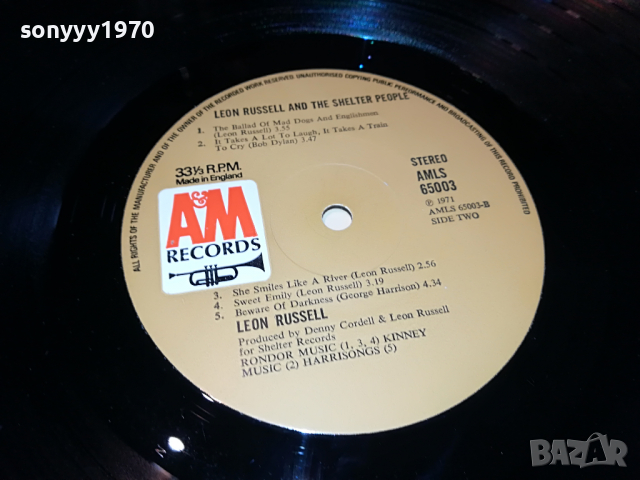 sonyyy1970
ALL RIGHTS OF THE MANUFACTURER AND OF THE OWNER OF THE RECORDED WORK RESERVED UNAUTHORISED COPYING PUBLIC PERFORMANCE AND BROADCASTING OF THIS RECORD PROHIBITED
LEON RUSSELL AND THE SHELTER PEOPLE
1. The Ballad Of Mad Dogs And Englishmen
(Leon Russell) 3.55
2. It Takes A Lot To Laugh, It Takes A Train
To Cry (Bob Dylan) 3.47
33⅓ R.P.M.
Made in England
STEREO
AMLS
65003
℗ 1971
AMLS 65003-B
SIDE TWO
A&M
RECORDS
3. She Smiles Like A River (Leon Russell) 2.56
4. Sweet Emily (Leon Russell) 3.19
5. Beware Of Darkness (George Harrison) 4.34
LEON RUSSELL
Produced by Denny Cordell & Leon Russell
for Shelter Records
RONDOR MUSIC (1, 3, 4) KINNEY
MUSIC (2) HARRISONGS (5)
BAZAR